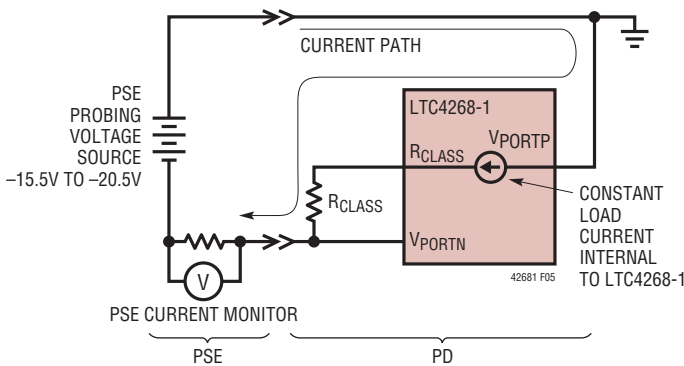 CURRENT PATH
PSE
PROBING
VOLTAGE
SOURCE
–15.5V TO –20.5V
LTC4268-1
VPORTP
RCLASS
RCLASS
VPORTN
CONSTANT
LOAD
CURRENT
INTERNAL
TO LTC4268-1
V
42681 F05
PSE CURRENT MONITOR
PSE
PD